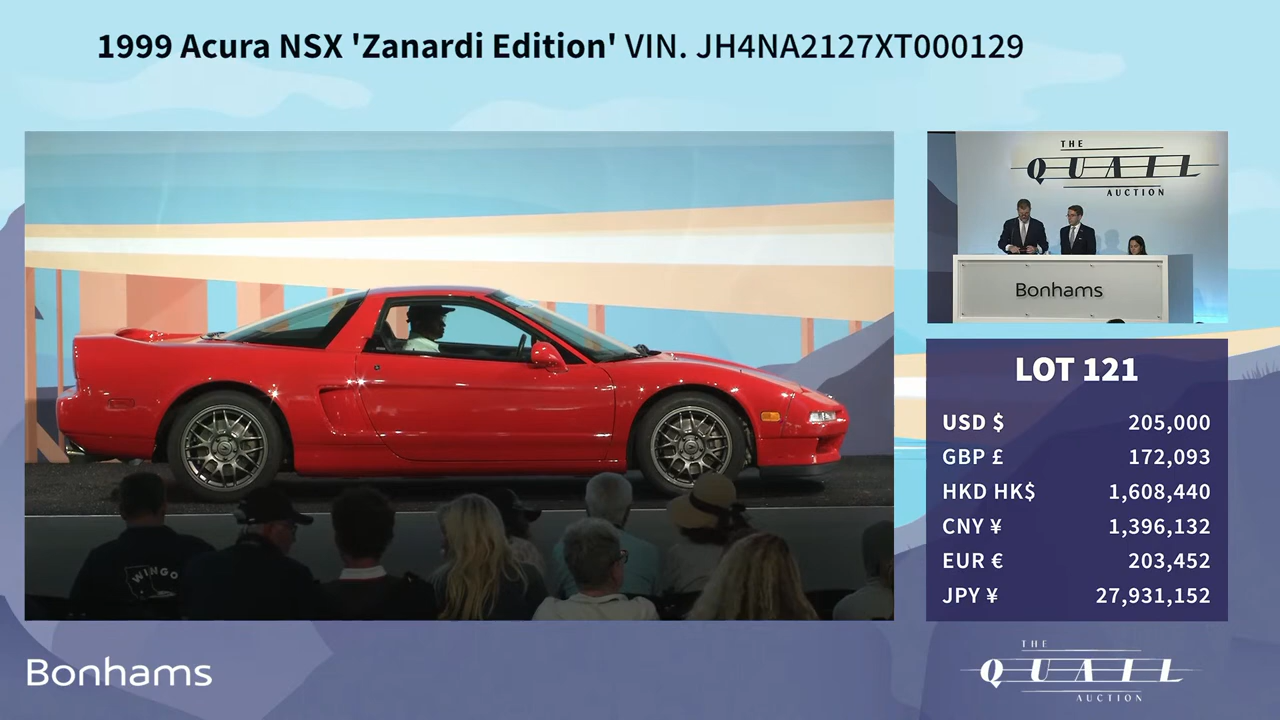 1999 Acura NSX 'Zanardi Edition' VIN. JH4NA2127XT000129
THE
QUAIL
AUCTION
Bonhams
WINGO
LOT 121
USD $ 205,000
GBP £ 172,093
HKD HK$ 1,608,440
CNY ¥ 1,396,132
EUR € 203,452
JPY ¥ 27,931,152
Bonhams
THE
QUAIL
AUCTION